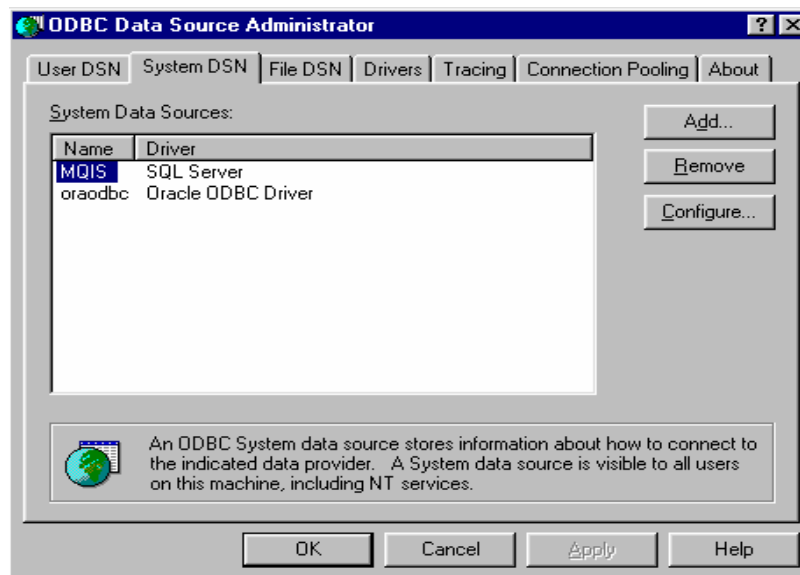 ODBC Data Source Administrator
User DSN System DSN File DSN Drivers Tracing Connection Pooling About
System Data Sources:
Name Driver
MQIS SQL Server
oraodbc Oracle ODBC Driver
Add...
Remove
Configure...
An ODBC System data source stores information about how to connect to
the indicated data provider. A System data source is visible to all users
on this machine, including NT services.
OK Cancel Apply Help